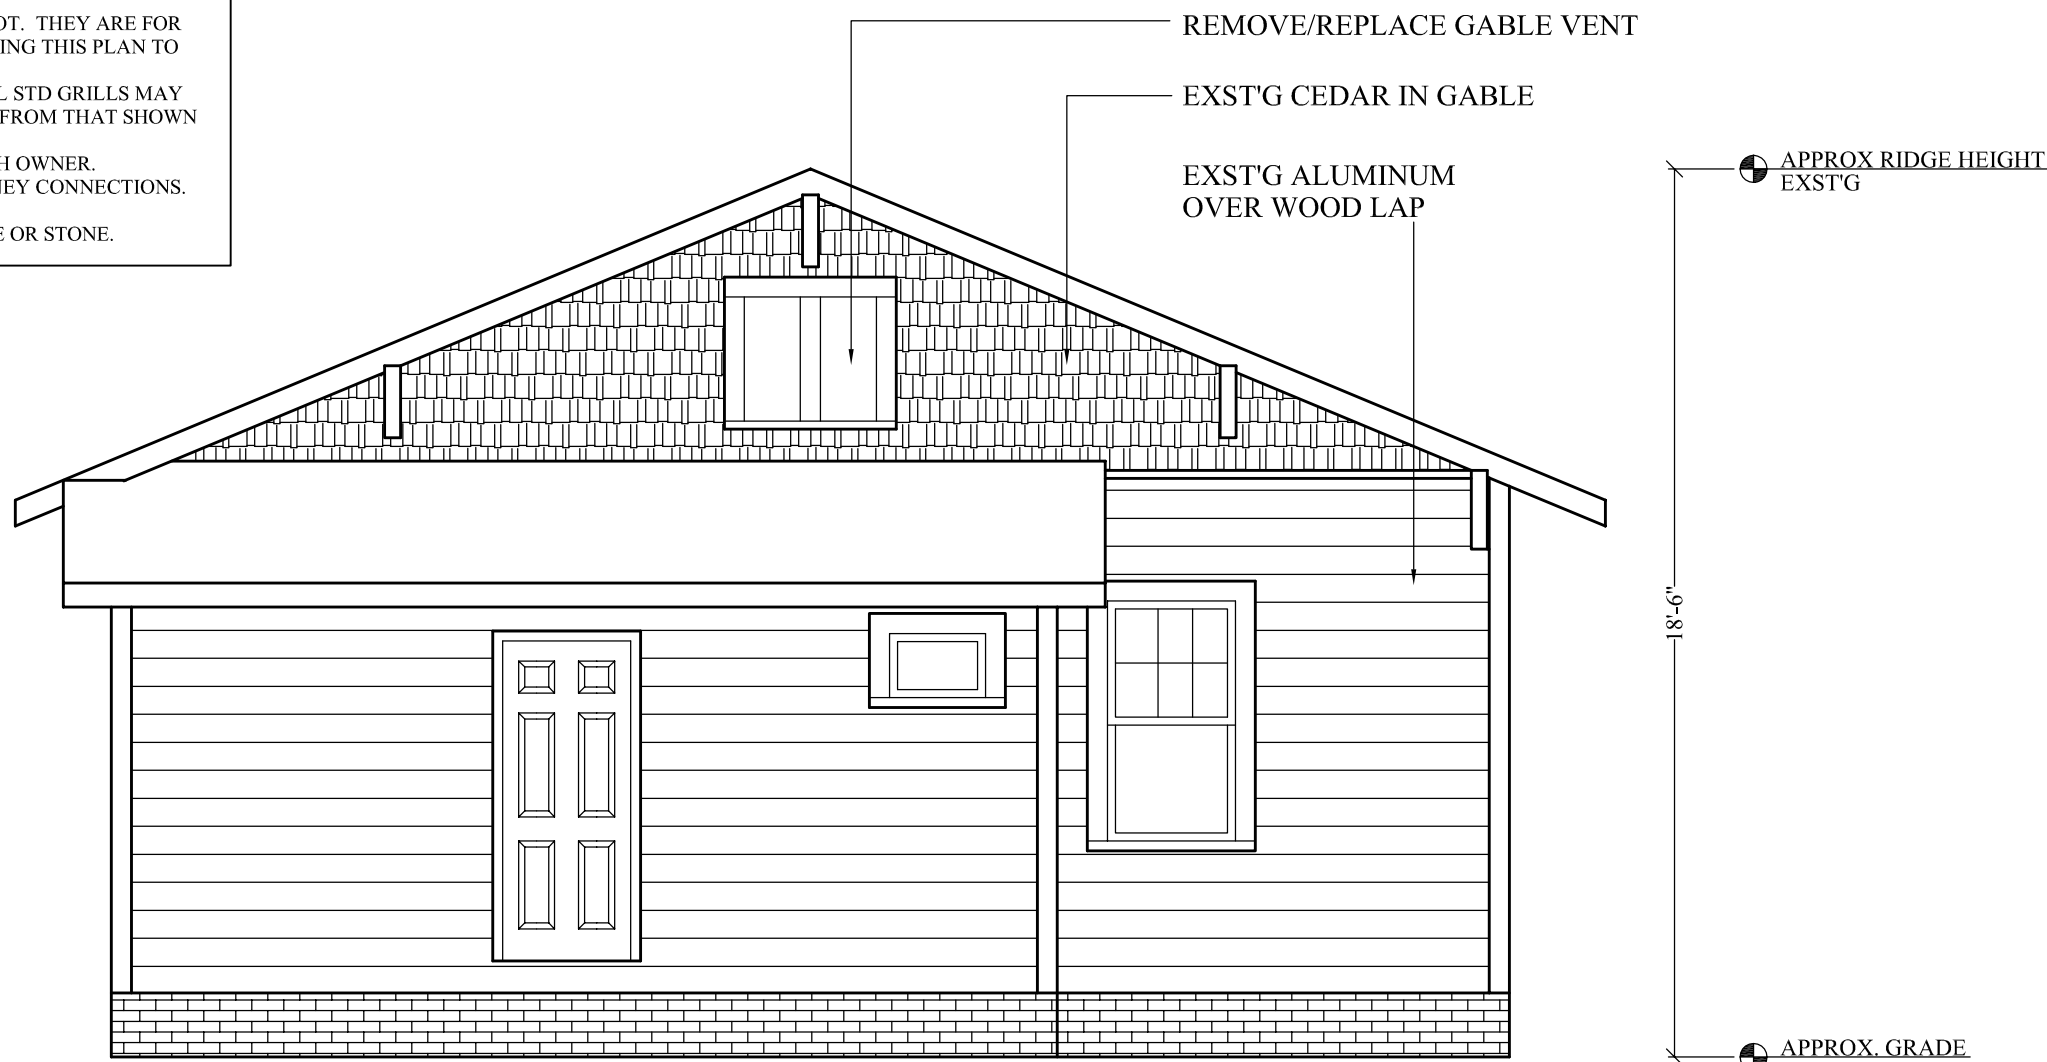 OT. THEY ARE FOR
ING THIS PLAN TO
L STD GRILLS MAY
FROM THAT SHOWN
H OWNER.
NEY CONNECTIONS.
E OR STONE.
REMOVE/REPLACE GABLE VENT
EXST'G CEDAR IN GABLE
EXST'G ALUMINUM
OVER WOOD LAP
APPROX RIDGE HEIGHT
EXST'G
18'-6"
APPROX. GRADE